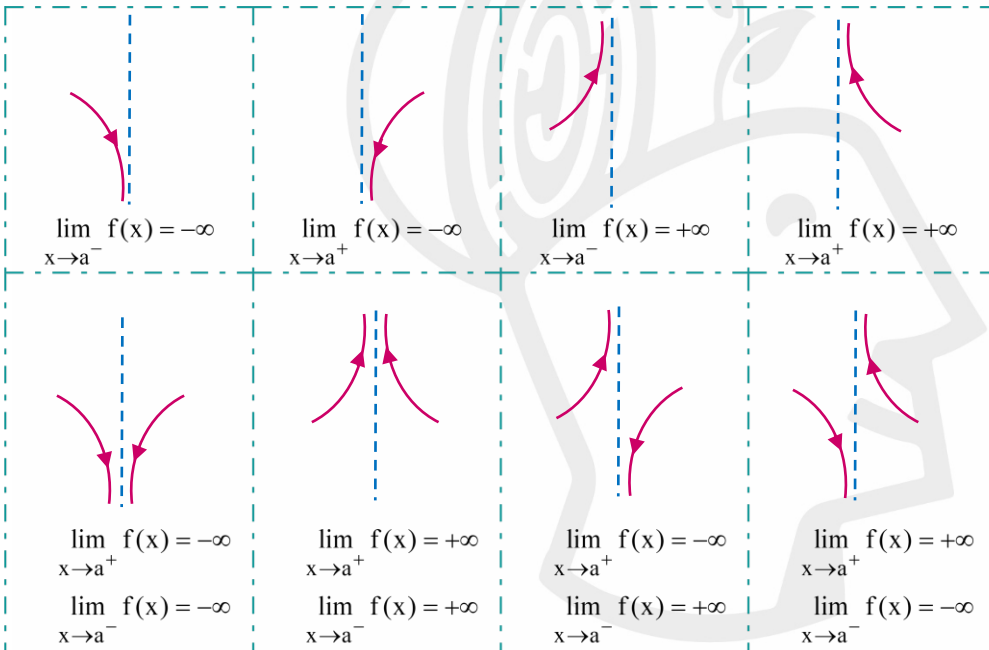 lim f(x) = −∞
x→a⁻
lim f(x) = −∞
x→a⁺
lim f(x) = +∞
x→a⁻
lim f(x) = +∞
x→a⁺
lim f(x) = −∞
x→a⁺
lim f(x) = −∞
x→a⁻
lim f(x) = +∞
x→a⁺
lim f(x) = +∞
x→a⁻
lim f(x) = −∞
x→a⁺
lim f(x) = +∞
x→a⁻
lim f(x) = +∞
x→a⁺
lim f(x) = −∞
x→a⁻